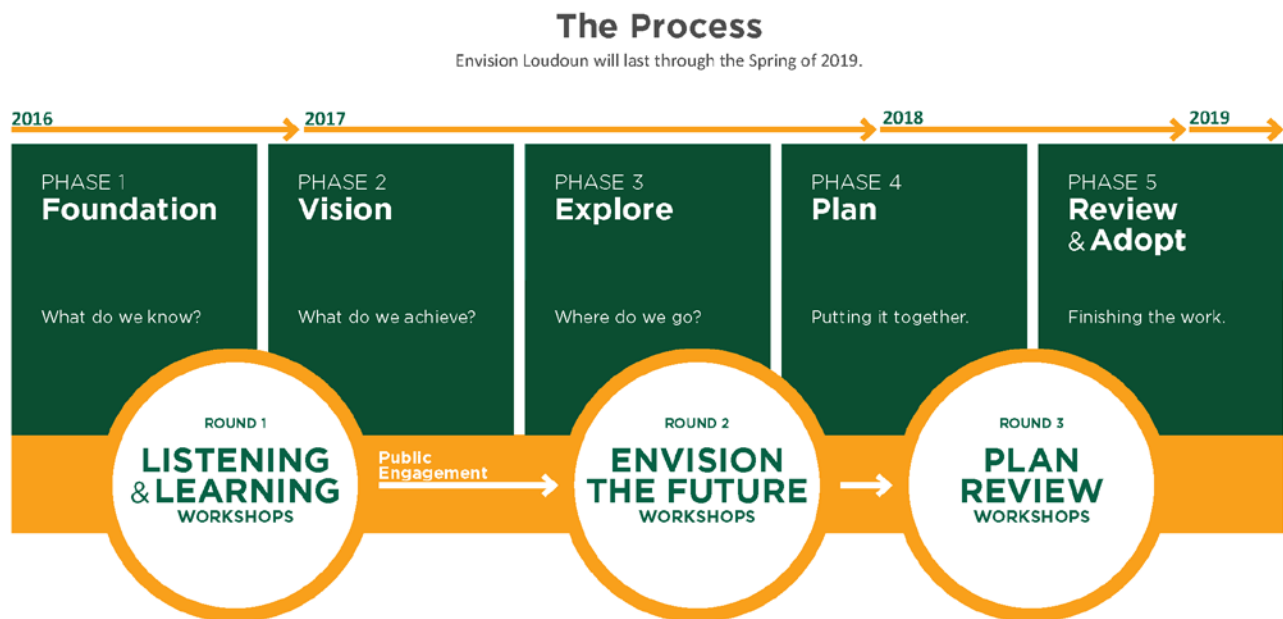 The Process
Envision Loudoun will last through the Spring of 2019.
2016
2017
2018
2019
PHASE 1
Foundation
What do we know?
PHASE 2
Vision
What do we achieve?
PHASE 3
Explore
Where do we go?
PHASE 4
Plan
Putting it together.
PHASE 5
Review
& Adopt
Finishing the work.
ROUND 1
LISTENING
& LEARNING
WORKSHOPS
Public
Engagement
ROUND 2
ENVISION
THE FUTURE
WORKSHOPS
ROUND 3
PLAN
REVIEW
WORKSHOPS